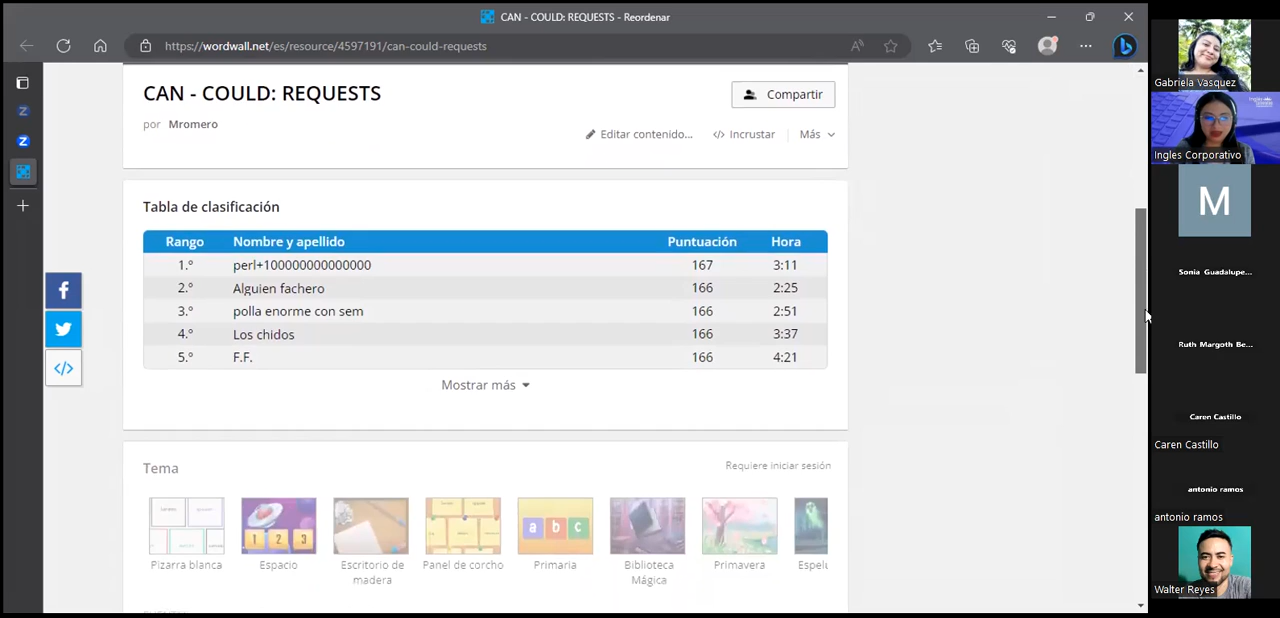 CAN - COULD: REQUESTS - Reordenar
https://wordwall.net/es/resource/4597191/can-could-requests
CAN - COULD: REQUESTS
Compartir
por Mromero
Editar contenido...
Incrustar
Más
Tabla de clasificación
Rango Nombre y apellido Puntuación Hora
1.º perl+100000000000000 167 3:11
2.º Alguien fachero 166 2:25
3.º polla enorme con sem 166 2:51
4.º Los chidos 166 3:37
5.º F.F. 166 4:21
Mostrar más
Tema
Requiere iniciar sesión
Pizarra blanca
Espacio
Escritorio de
madera
Panel de corcho
a b c
Primaria
Biblioteca
Mágica
Primavera
Espelu
1 2 3
Gabriela Vasquez
Ingles Corporativo
M
Sonia Guadalupe...
Ruth Margoth Be...
Caren Castillo
Caren Castillo
antonio ramos
antonio ramos
Walter Reyes